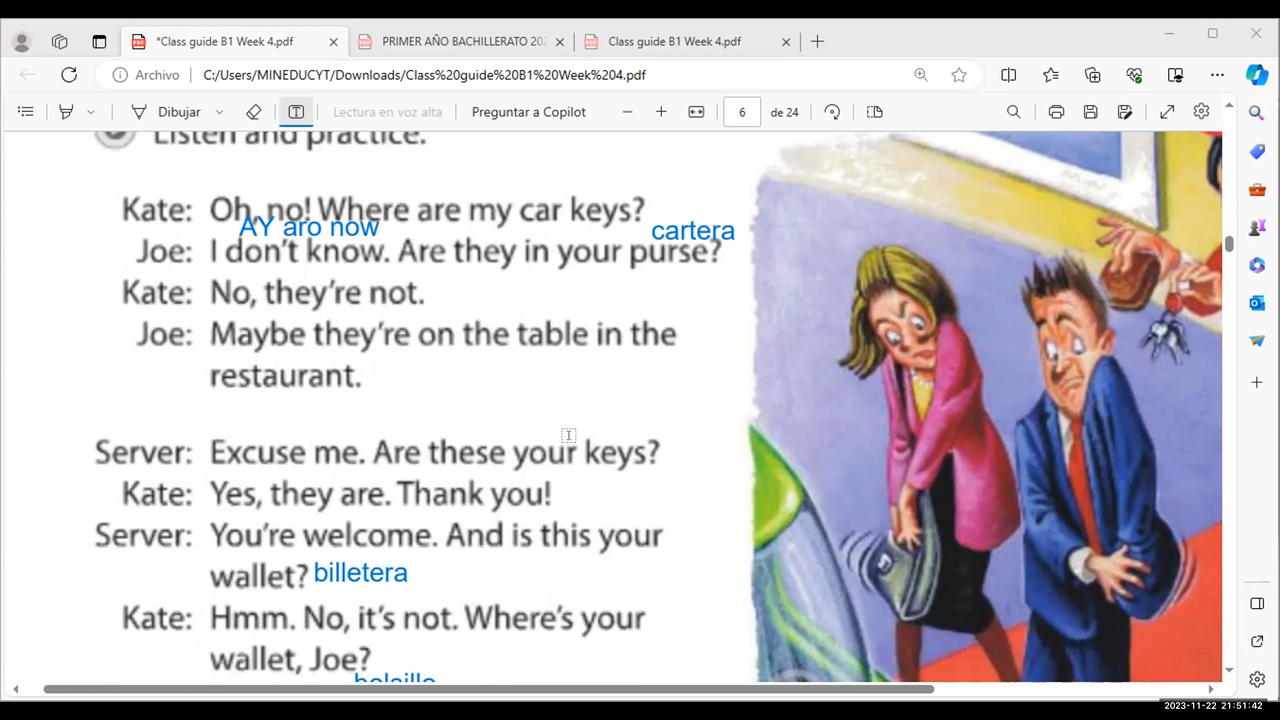 *Class guide B1 Week 4.pdf
PRIMER AÑO BACHILLERATO 202
Class guide B1 Week 4.pdf
Archivo
C:/Users/MINEDUCYT/Downloads/Class%20guide%20B1%20Week%204.pdf
Dibujar
Lectura en voz alta
Preguntar a Copilot
6
de 24
Listen and practice.
Kate: Oh, no! Where are my car keys?
AY aro now
cartera
Joe: I don't know. Are they in your purse?
Kate: No, they're not.
Joe: Maybe they're on the table in the
restaurant.
Server: Excuse me. Are these your keys?
Kate: Yes, they are. Thank you!
Server: You're welcome. And is this your
wallet? billetera
Kate: Hmm. No, it's not. Where's your
wallet, Joe?
2023-11-22 21:51:42